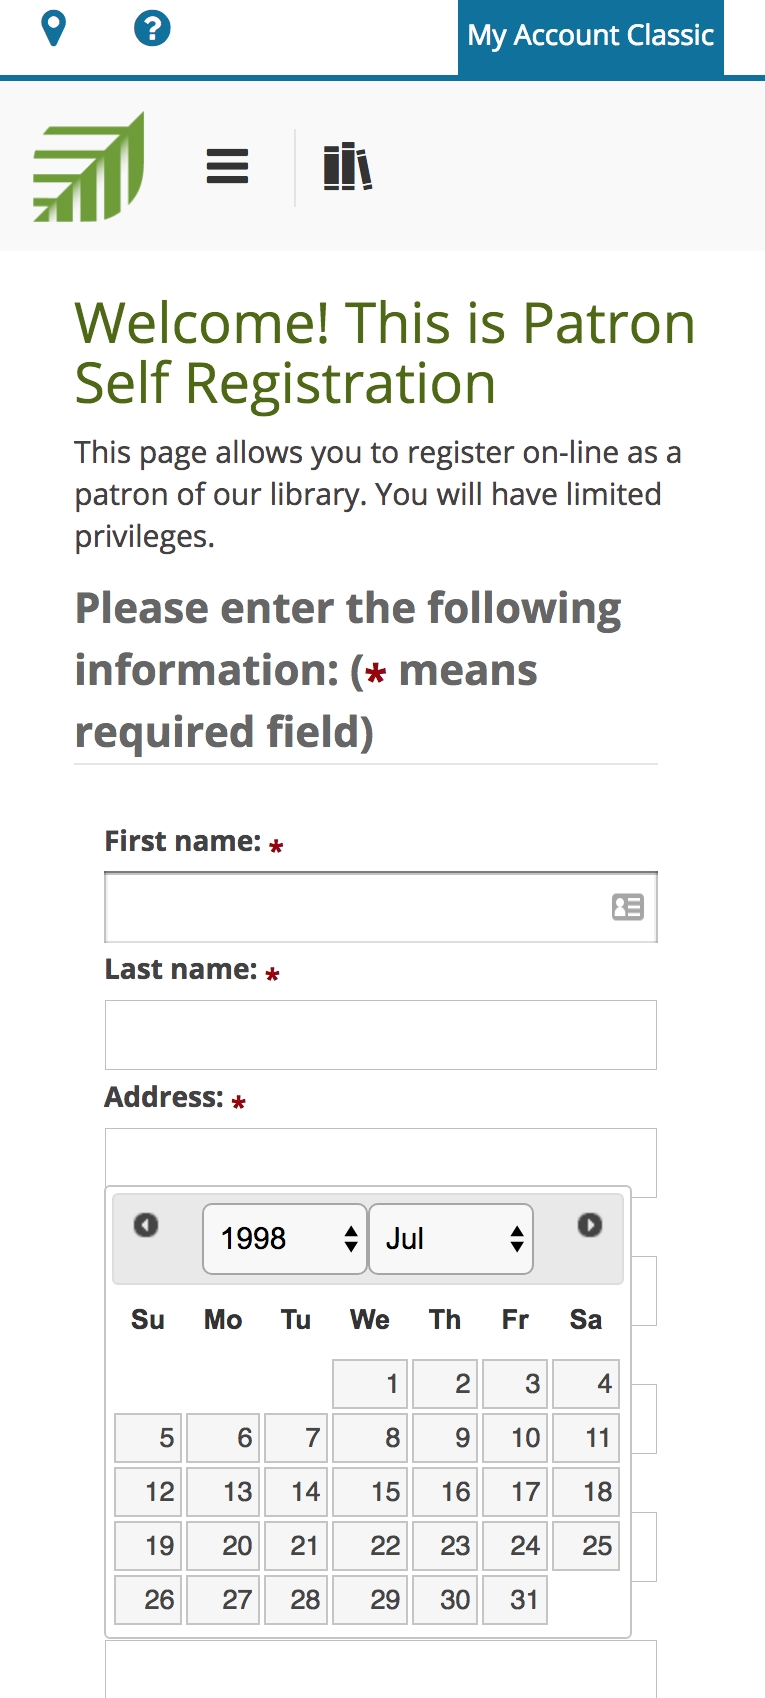 ?
My Account Classic
Welcome! This is Patron
Self Registration
This page allows you to register on-line as a
patron of our library. You will have limited
privileges.
Please enter the following
information: (* means
required field)
First name: *
Last name: *
Address: *
1998 Jul
Su Mo Tu We Th Fr Sa
1 2 3 4
5 6 7 8 9 10 11
12 13 14 15 16 17 18
19 20 21 22 23 24 25
26 27 28 29 30 31